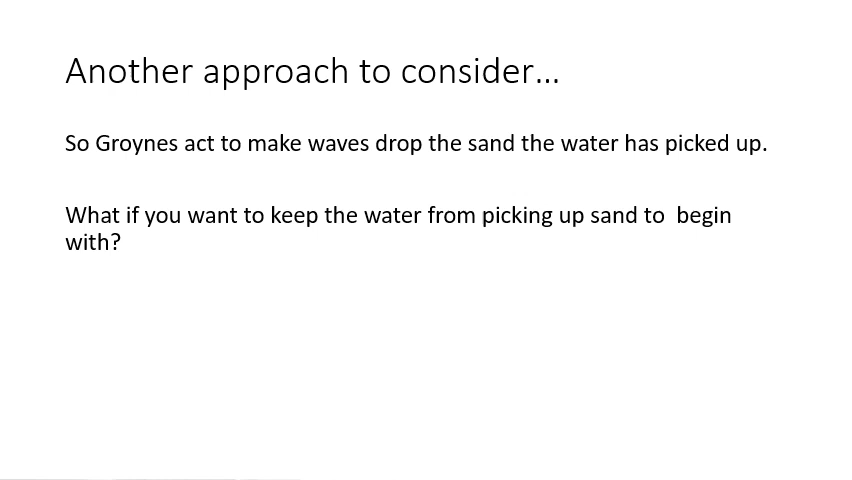 Another approach to consider…
So Groynes act to make waves drop the sand the water has picked up.
What if you want to keep the water from picking up sand to  begin
with?